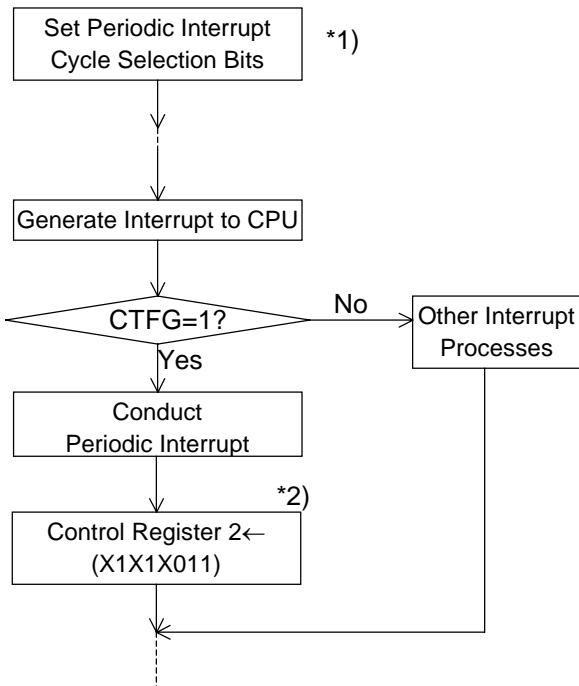 Set Periodic Interrupt
Cycle Selection Bits
*1)
Generate Interrupt to CPU
CTFG=1?
No
Other Interrupt
Processes
Yes
Conduct
Periodic Interrupt
*2)
Control Register 2←
(X1X1X011)